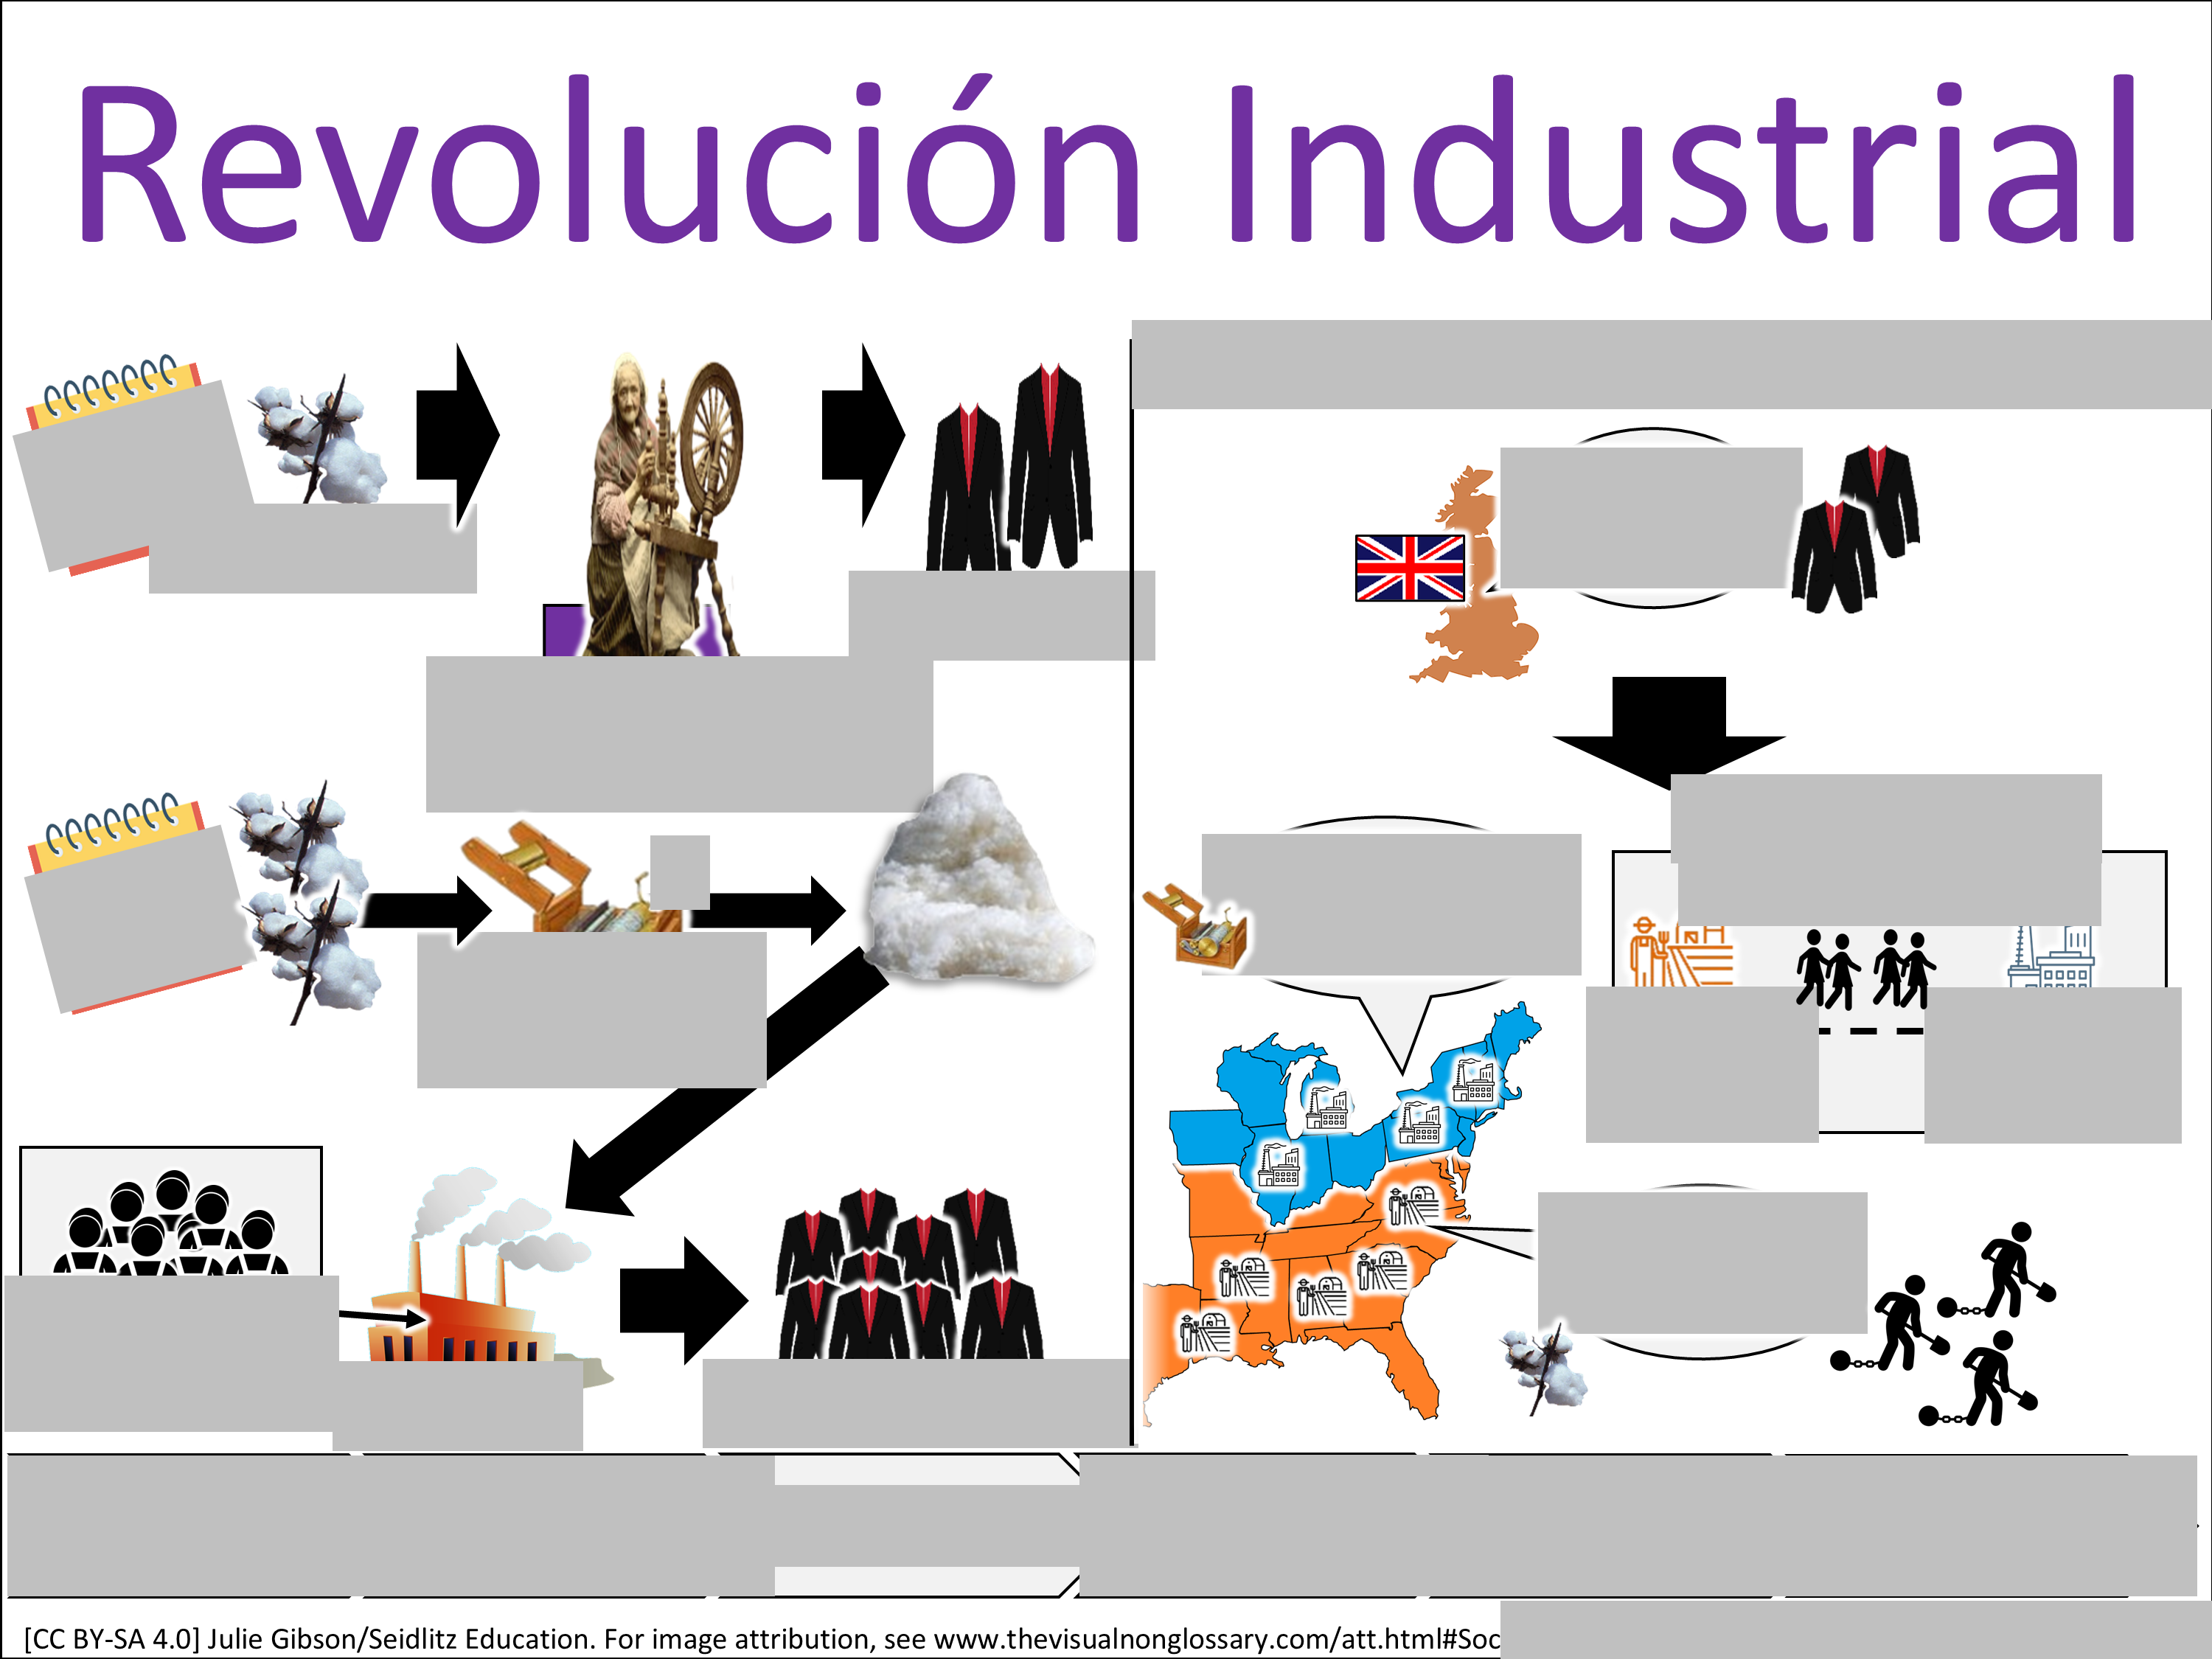 Revolución Industrial
[CC BY-SA 4.0] Julie Gibson/Seidlitz Education. For image attribution, see www.thevisualnonglossary.com/att.html#Soc